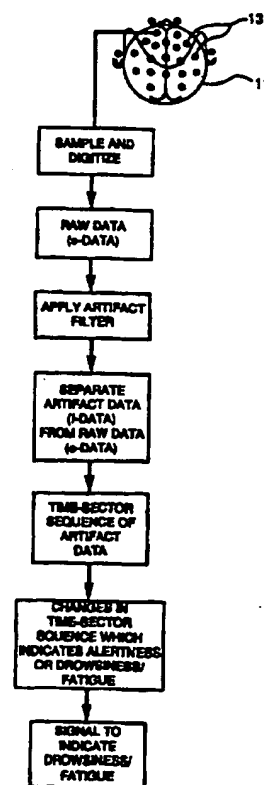 13
11
SAMPLE AND
DIGITIZE
RAW DATA
(e-DATA)
APPLY ARTIFACT
FILTER
SEPARATE
ARTIFACT DATA
(i-DATA)
FROM RAW DATA
(e-DATA)
TIME-SECTOR
SEQUENCE OF
ARTIFACT
DATA
CHANGES IN
TIME-SECTOR
SQUENCE WHICH
INDICATES ALERTNESS
OR DROWSINESS/
FATIGUE
SIGNAL TO
INDICATE
DROWSINESS/
FATIGUE